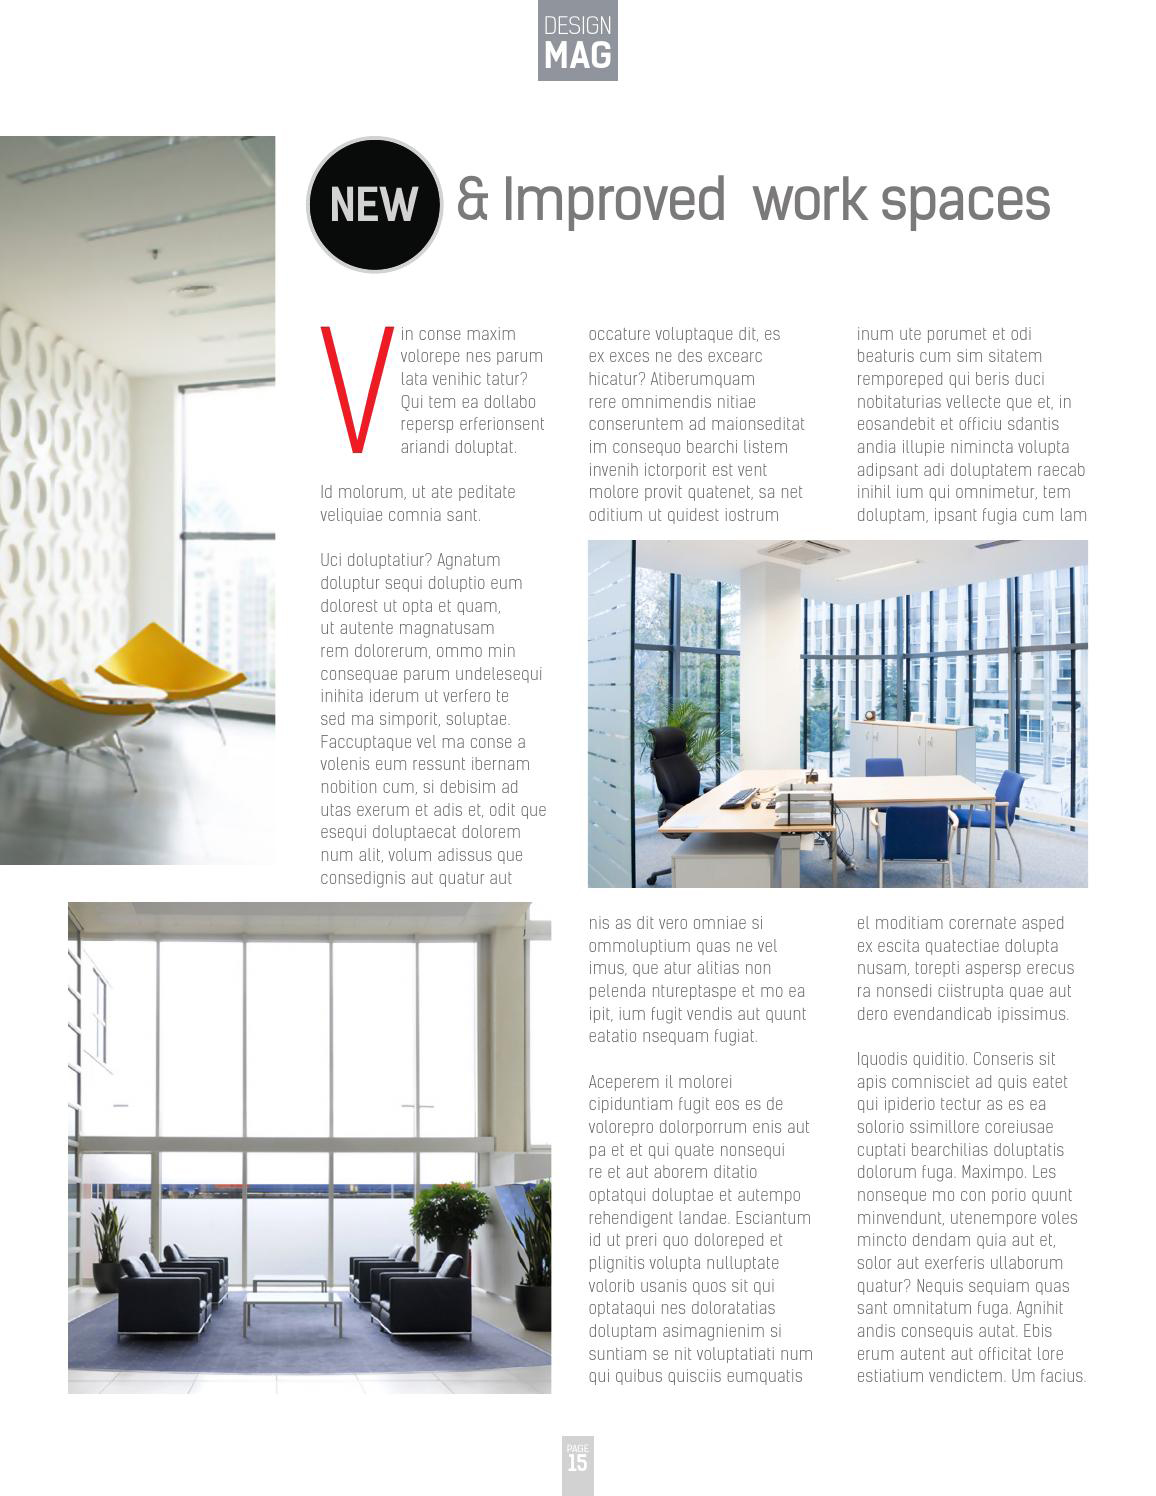 DESIGN
MAG
NEW & Improved work spaces
Vin conse maxim
volorepe nes parum
lata venihic tatur?
Qui tem ea dollabo
repersp erferionsent
ariandi doluptat.
Id molorum, ut ate peditate
veliquiae comnia sant.
Uci doluptatiur? Agnatum
doluptur sequi doluptio eum
dolorest ut opta et quam,
ut autente magnatusam
rem dolorerum, ommo min
consequae parum undelesequi
inihita iderum ut verfero te
sed ma simporit, soluptae.
Faccuptaque vel ma conse a
volenis eum ressunt ibernam
nobition cum, si debisim ad
utas exerum et adis et, odit que
esequi doluptaecat dolorem
num alit, volum adissus que
consedignis aut quatur aut
occature voluptaque dit, es
ex exces ne des excearc
hicatur? Atiberumquam
rere omnimendis nitiae
conseruntem ad maionseditat
im consequo bearchi listem
invenih ictorporit est vent
molore provit quatenet, sa net
oditium ut quidest iostrum
nis as dit vero omniae si
ommoluptium quas ne vel
imus, que atur alitias non
pelenda ntureptaspe et mo ea
ipit, ium fugit vendis aut quunt
eatatio nsequam fugiat.
Aceperem il molorei
cipiduntiam fugit eos es de
volorepro dolorporrum enis aut
pa et et qui quate nonsequi
re et aut aborem ditatio
optatqui doluptae et autempo
rehendigent landae. Esciantum
id ut preri quo doloreped et
plignitis volupta nulluptate
volorib usanis quos sit qui
optataqui nes doloratatias
doluptam asimagnienim si
suntiam se nit voluptatiati num
qui quibus quisciis eumquatis
inum ute porumet et odi
beaturis cum sim sitatem
remporeped qui beris duci
nobitaturias vellecte que et, in
eosandebit et officiu sdantis
andia illupie nimincta volupta
adipsant adi doluptatem raecab
inihil ium qui omnimetur, tem
doluptam, ipsant fugia cum lam
el moditiam corernate asped
ex escita quatectiae dolupta
nusam, torepti aspersp erecus
ra nonsedi ciistrupta quae aut
dero evendandicab ipissimus.
Iquodis quiditio. Conseris sit
apis comnisciet ad quis eatet
qui ipiderio tectur as es ea
solorio ssimillore coreiusae
cuptati bearchilias doluptatis
dolorum fuga. Maximpo. Les
nonseque mo con porio quunt
minvendunt, utenempore voles
mincto dendam quia aut et,
solor aut exerferis ullaborum
quatur? Nequis sequiam quas
sant omnitatum fuga. Agnihit
andis consequis autat. Ebis
erum autent aut officitat lore
estiatium vendictem. Um facius.
PAGE
15